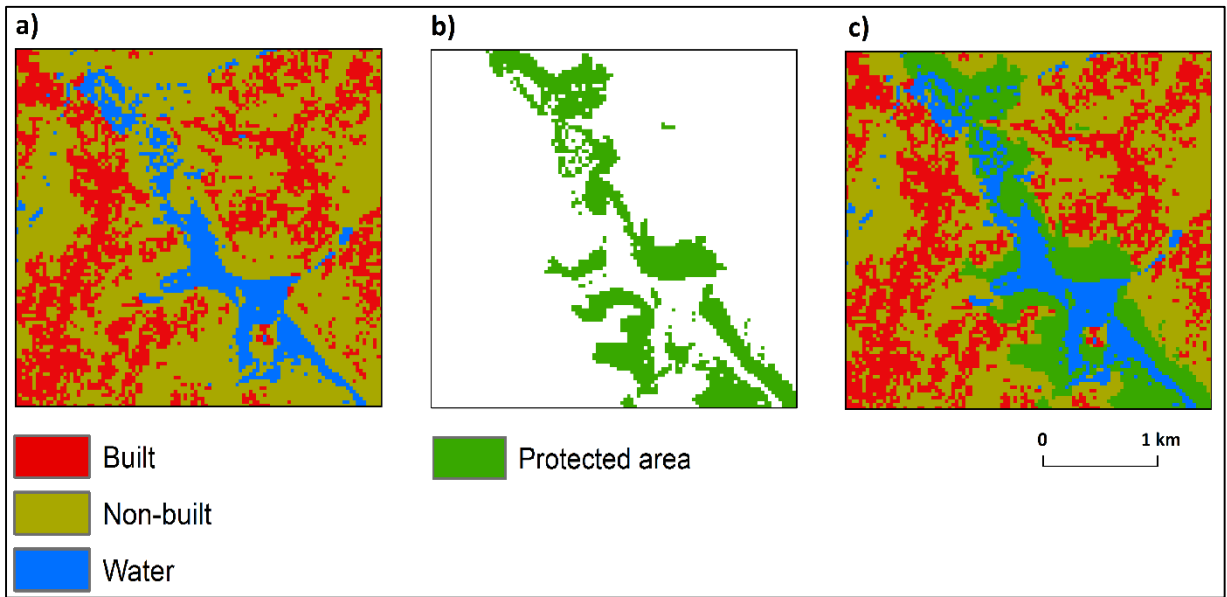 a)
b)
c)
Built
Non-built
Water
Protected area
0 1 km